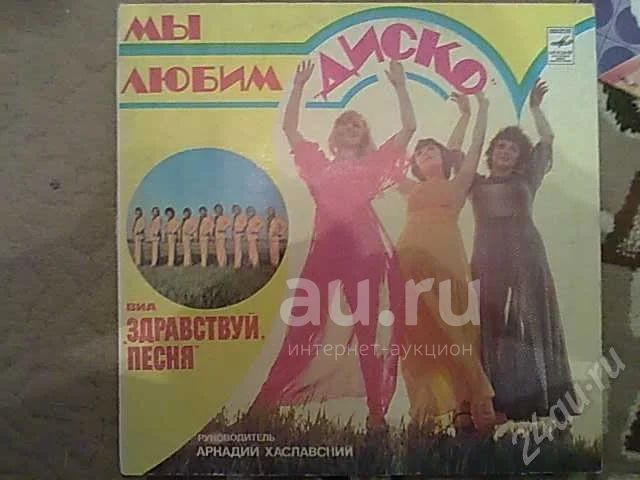 МЫ
ЛЮБИМ
„ДИСКО”
ВИА
„ЗДРАВСТВУЙ,
ПЕСНЯ”
РУКОВОДИТЕЛЬ
АРКАДИЙ ХАСЛАВСКИЙ
au.ru
интернет-аукцион
24au.ru